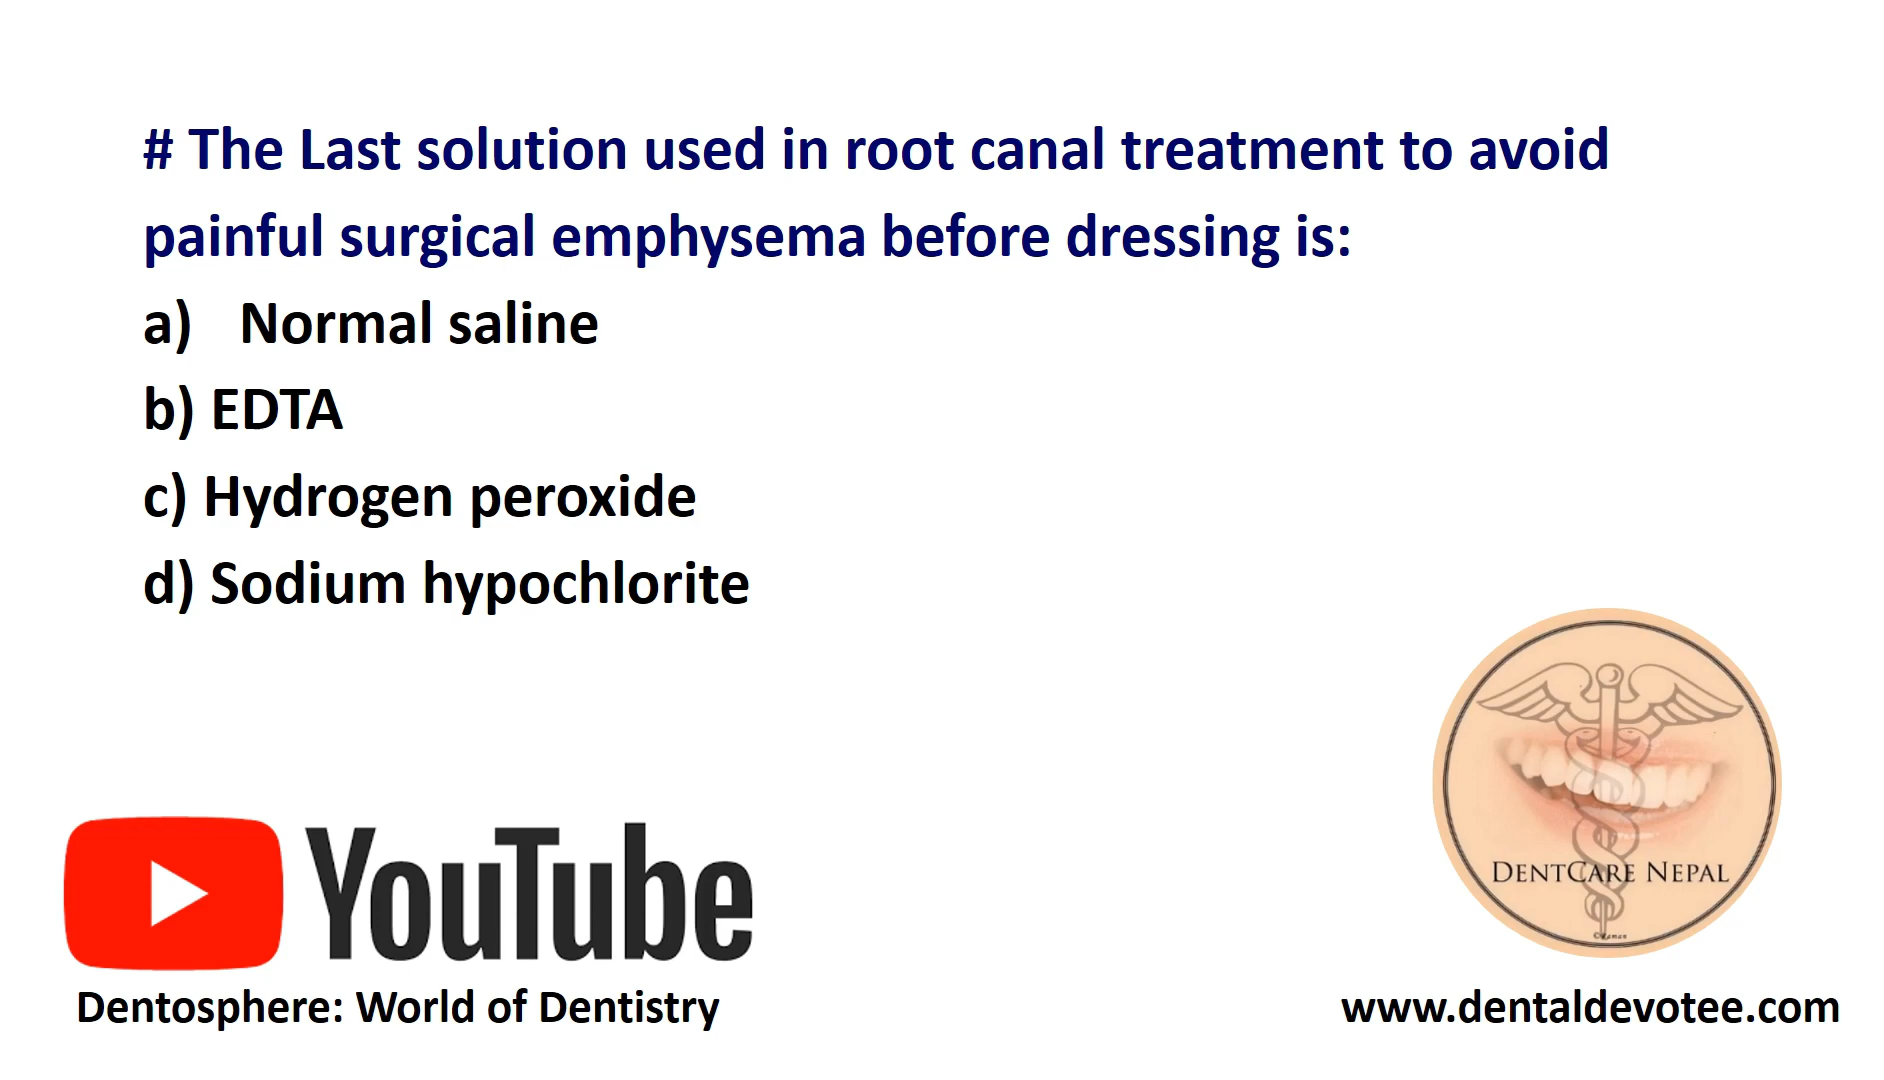 # The Last solution used in root canal treatment to avoid
painful surgical emphysema before dressing is:
a) Normal saline
b) EDTA
c) Hydrogen peroxide
d) Sodium hypochlorite
DENTCARE NEPAL
YouTube
Dentosphere: World of Dentistry
www.dentaldevotee.com